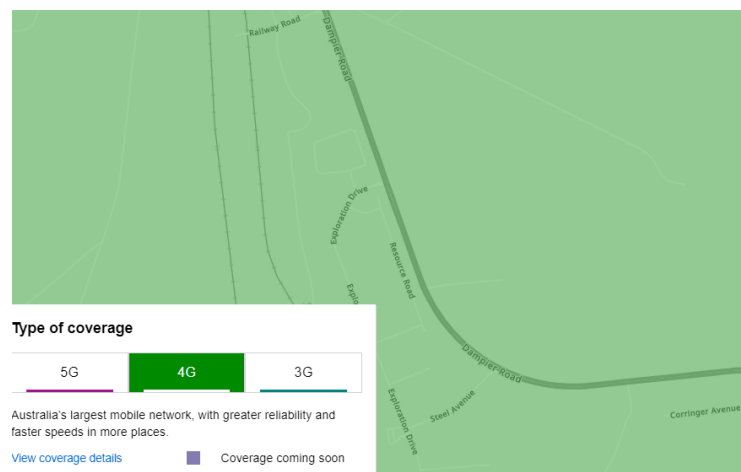 Railway Road
Dampier Road
Exploration Drive
Resource Road
Explo
Type of coverage
5G
4G
3G
Dampier Road
Exploration Drive
Steel Avenue
Corringer Avenue
Australia's largest mobile network, with greater reliability and
faster speeds in more places.
View coverage details
Coverage coming soon